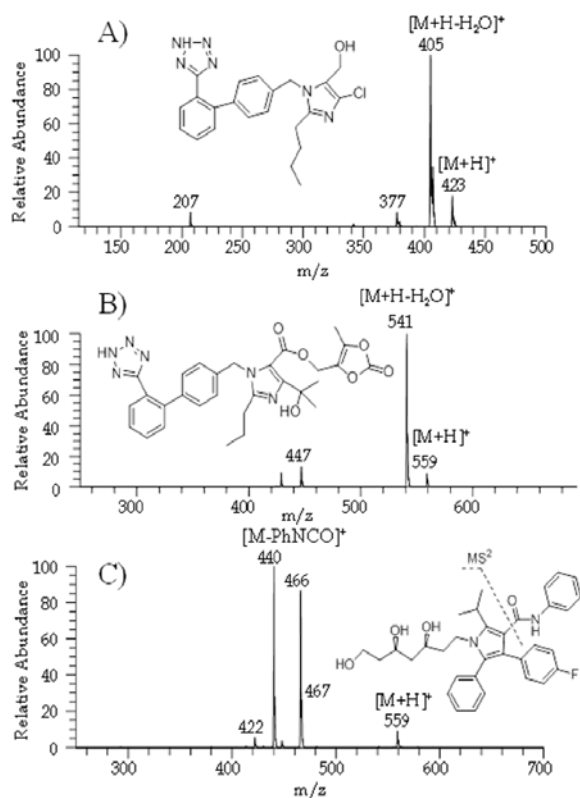 A)
[M+H-H₂O]⁺
405
[M+H]⁺
423
377
207
Relative Abundance
100
80
60
40
20
0
150 200 250 300 350 400 450 500
m/z
NH-N
N N
OH
N
Cl
N
B)
[M+H-H₂O]⁺
541
[M+H]⁺
559
447
Relative Abundance
100
80
60
40
20
0
300 400 500 600
m/z
N-N
HN N
O
O
O
O
O
N
N
HO
C)
[M-PhNCO]⁺
440
466
467
[M+H]⁺
559
422
Relative Abundance
100
80
60
40
20
0
300 400 500 600 700
m/z
MS²
O
N
H
OH
OH
HO
N
F